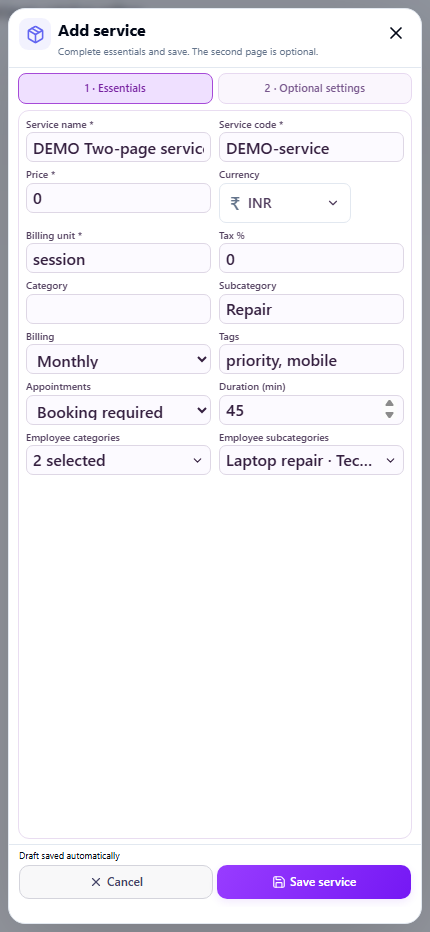 Add service
Complete essentials and save. The second page is optional.
1 · Essentials
2 · Optional settings
Service name *
Service code *
DEMO Two-page servic
DEMO-service
Price *
Currency
0
₹ INR
Billing unit *
Tax %
session
0
Category
Subcategory
Repair
Billing
Tags
Monthly
priority, mobile
Appointments
Duration (min)
Booking required
45
Employee categories
Employee subcategories
2 selected
Laptop repair · Tec...
Draft saved automatically
Cancel
Save service